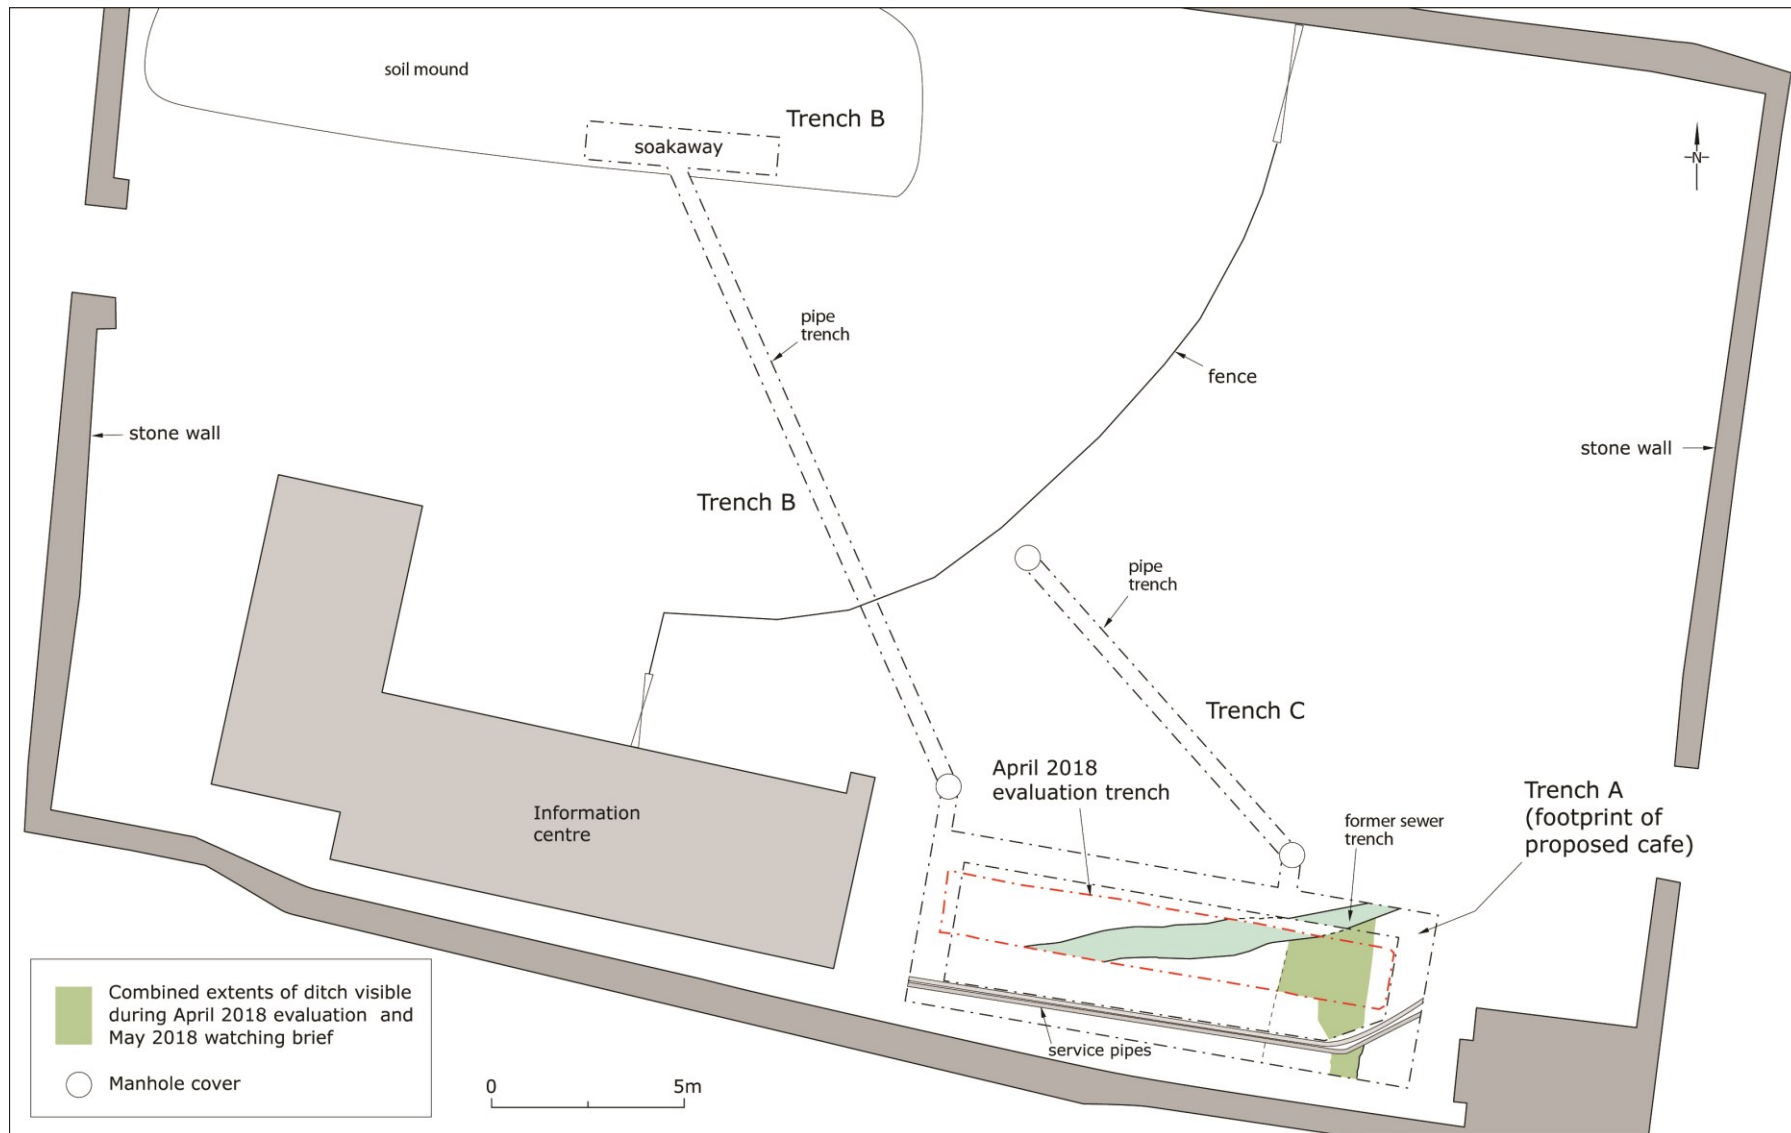 soil mound
Trench B
soakaway
-N-
pipe
trench
fence
stone wall
stone wall
Trench B
pipe
trench
Trench C
April 2018
evaluation trench
Trench A
(footprint of
proposed cafe)
former sewer
trench
Information
centre
service pipes
Combined extents of ditch visible
during April 2018 evaluation and
May 2018 watching brief
Manhole cover
0 5m